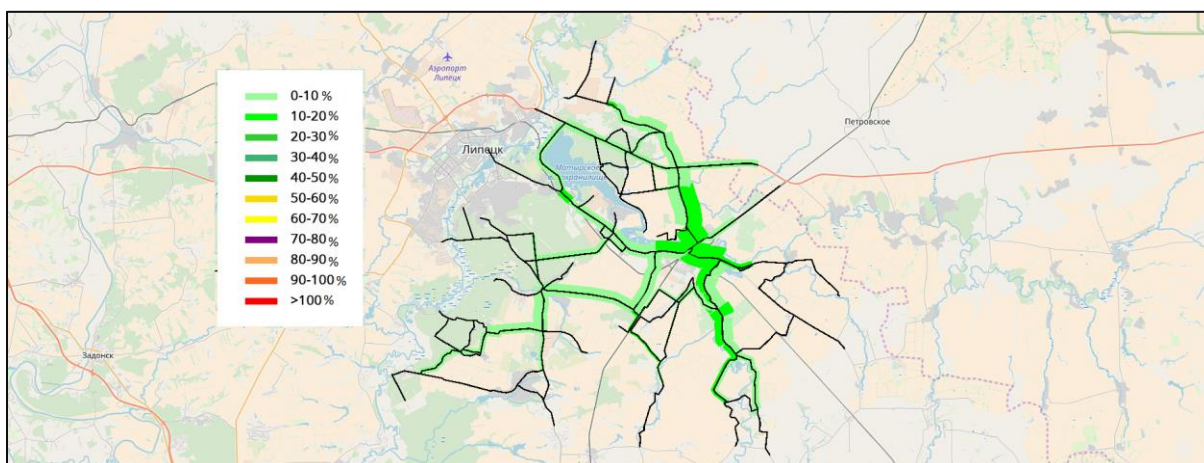 Аэропорт
Липецк
0-10 %
10-20 %
20-30 %
30-40 %
40-50 %
50-60 %
60-70 %
70-80 %
80-90 %
90-100 %
>100 %
Петровское
Липецк
Матырское
Задонск